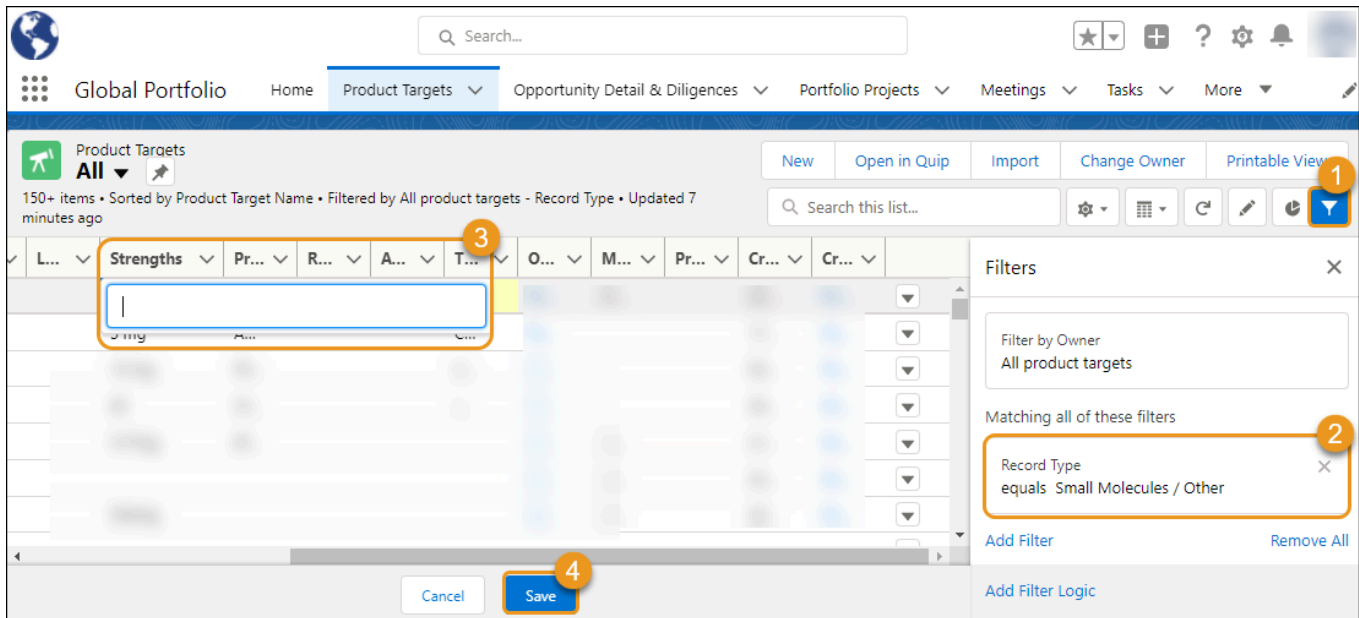 Search...
Global Portfolio Home Product Targets Opportunity Detail & Diligences Portfolio Projects Meetings Tasks More
Product Targets
All
New Open in Quip Import Change Owner Printable View
1
150+ items • Sorted by Product Target Name • Filtered by All product targets - Record Type • Updated 7
minutes ago
Search this list...
3
L... Strengths Pr... R... A... T... O... M... Pr... Cr... Cr...
Filters
Filter by Owner
All product targets
Matching all of these filters
2
Record Type
equals Small Molecules / Other
Add Filter Remove All
4
Cancel Save
Add Filter Logic